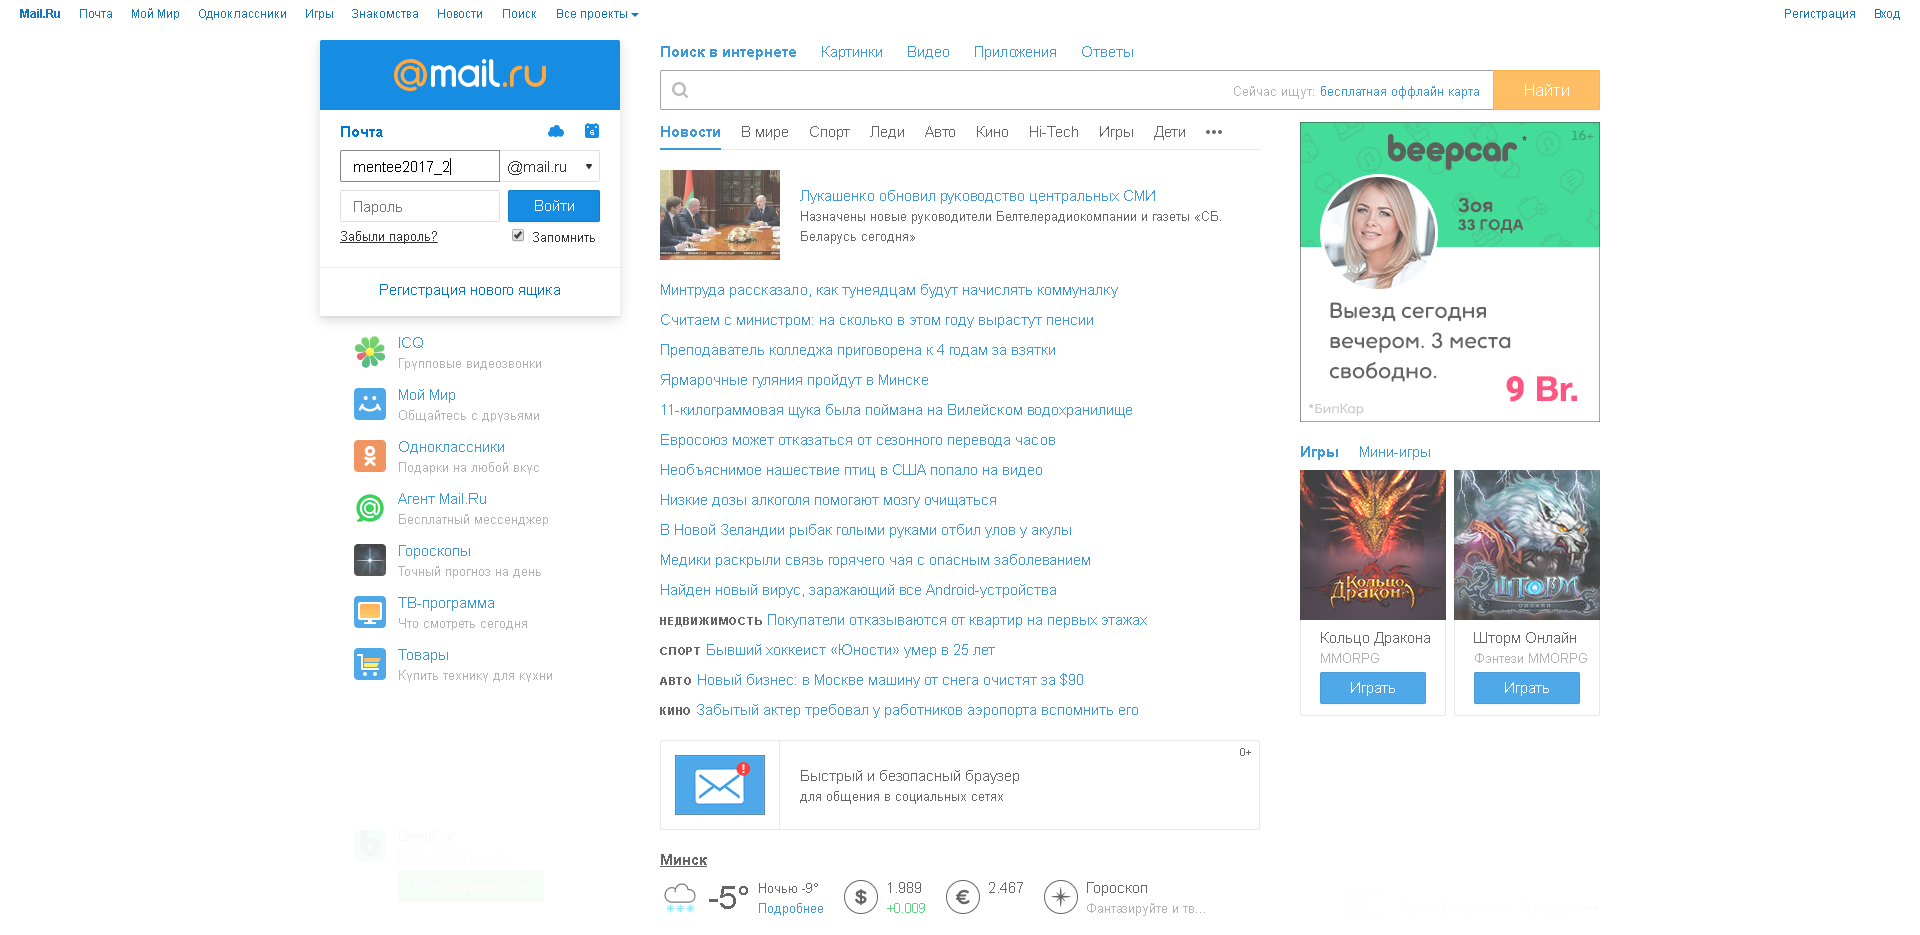 Mail.Ru Почта Мой Мир Одноклассники Игры Знакомства Новости Поиск Все проекты Регистрация Вход
@mail.ru
Почта
6
mentee2017_2 @mail.ru
Пароль Войти
Забыли пароль? Запомнить
Регистрация нового ящика
ICQ
Групповые видеозвонки
Мой Мир
Общайтесь с друзьями
Одноклассники
Подарки на любой вкус
Агент Mail.Ru
Бесплатный мессенджер
Гороскопы
Точный прогноз на день
ТВ-программа
Что смотреть сегодня
Товары
Купить технику для кухни
BeepCar
Поиск в интернете Картинки Видео Приложения Ответы
Сейчас ищут: бесплатная оффлайн карта Найти
Новости В мире Спорт Леди Авто Кино Hi-Tech Игры Дети •••
Лукашенко обновил руководство центральных СМИ
Назначены новые руководители Белтелерадиокомпании и газеты «СБ.
Беларусь сегодня»
Минтруда рассказало, как тунеядцам будут начислять коммуналку
Считаем с министром: на сколько в этом году вырастут пенсии
Преподаватель колледжа приговорена к 4 годам за взятки
Ярмарочные гуляния пройдут в Минске
11-килограммовая щука была поймана на Вилейском водохранилище
Евросоюз может отказаться от сезонного перевода часов
Необъяснимое нашествие птиц в США попало на видео
Низкие дозы алкоголя помогают мозгу очищаться
В Новой Зеландии рыбак голыми руками отбил улов у акулы
Медики раскрыли связь горячего чая с опасным заболеванием
Найден новый вирус, заражающий все Android-устройства
НЕДВИЖИМОСТЬ Покупатели отказываются от квартир на первых этажах
СПОРТ Бывший хоккеист «Юности» умер в 25 лет
АВТО Новый бизнес: в Москве машину от снега очистят за $90
КИНО Забытый актер требовал у работников аэропорта вспомнить его
0+
Быстрый и безопасный браузер
для общения в социальных сетях
Минск
-5° Ночью -9° $ 1.989 € 2.467 Гороскоп
Подробнее +0.009 Фантазируйте и тв...
16+
beepcar*
Зоя
33 ГОДА
Выезд сегодня
вечером. 3 места
свободно.
9 Br.
*БипКар
Игры Мини-игры
Кольцо Дракона
ШТОРМ ОНЛАЙН
Кольцо Дракона
MMORPG
Играть
Шторм Онлайн
Фэнтези MMORPG
Играть